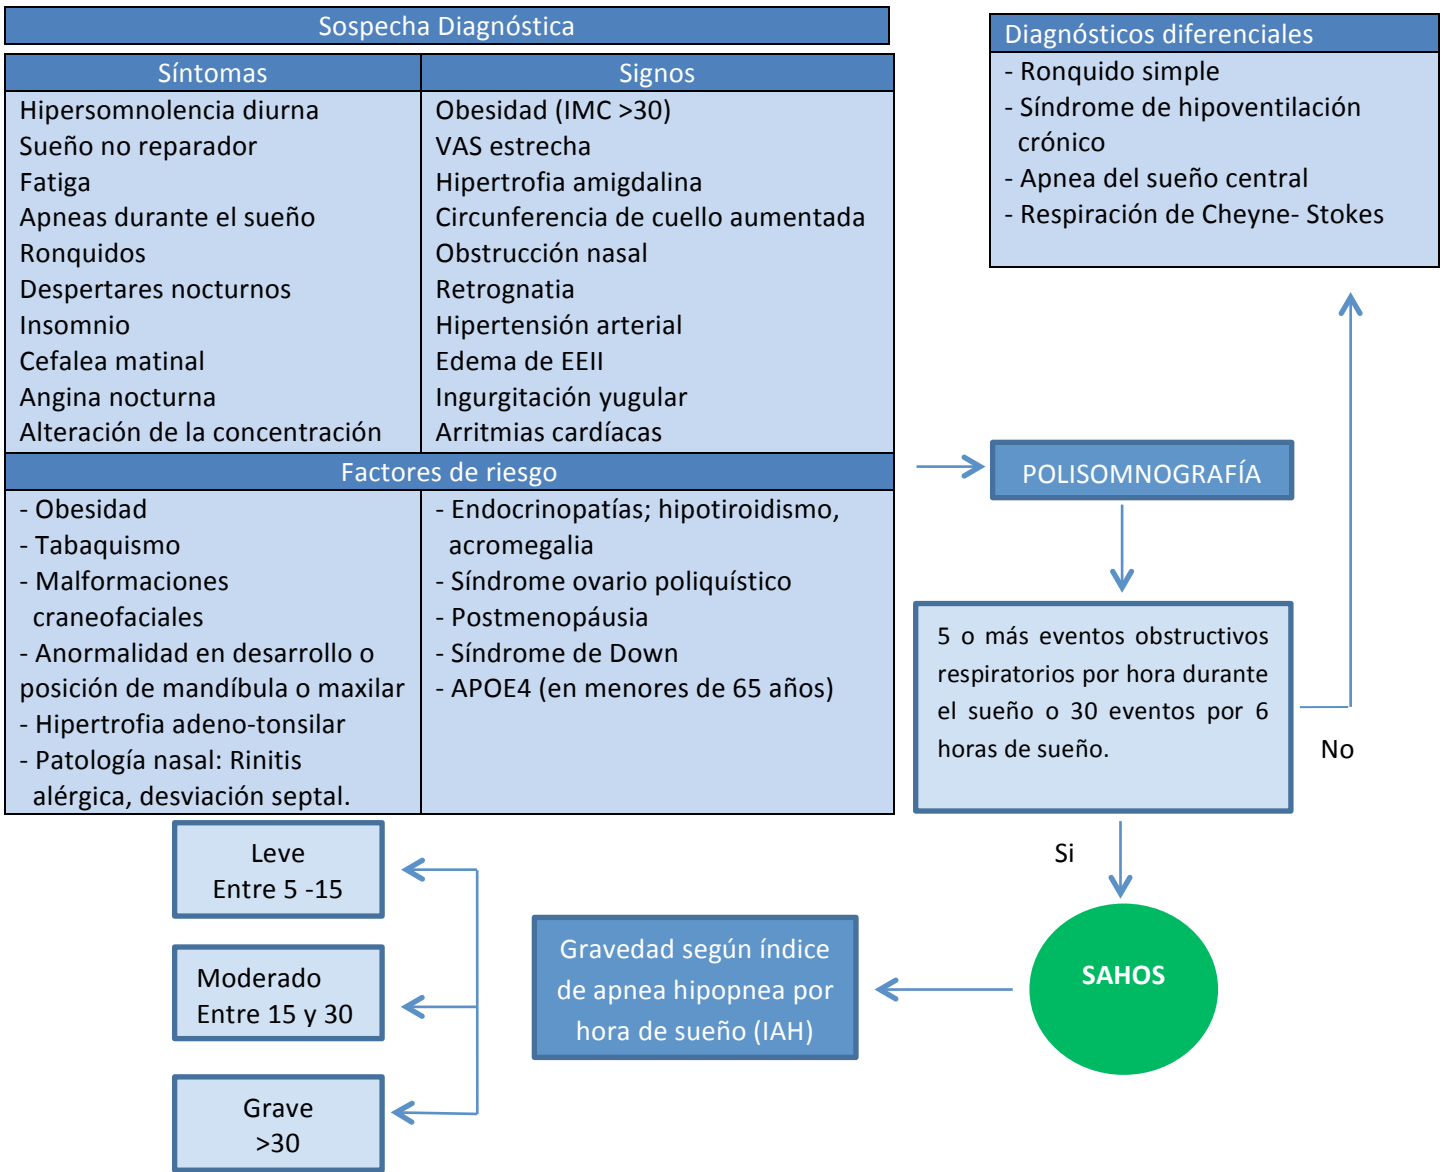 Sospecha Diagnóstica
Síntomas
Hipersomnolencia diurna
Sueño no reparador
Fatiga
Apneas durante el sueño
Ronquidos
Despertares nocturnos
Insomnio
Cefalea matinal
Angina nocturna
Alteración de la concentración
Signos
Obesidad (IMC >30)
VAS estrecha
Hipertrofia amigdalina
Circunferencia de cuello aumentada
Obstrucción nasal
Retrognatia
Hipertensión arterial
Edema de EEII
Ingurgitación yugular
Arritmias cardíacas
Factores de riesgo
- Obesidad
- Tabaquismo
- Malformaciones
craneofaciales
- Anormalidad en desarrollo o
posición de mandíbula o maxilar
- Hipertrofia adeno-tonsilar
- Patología nasal: Rinitis
alérgica, desviación septal.
- Endocrinopatías; hipotiroidismo,
acromegalia
- Síndrome ovario poliquístico
- Postmenopáusia
- Síndrome de Down
- APOE4 (en menores de 65 años)
Diagnósticos diferenciales
- Ronquido simple
- Síndrome de hipoventilación
crónico
- Apnea del sueño central
- Respiración de Cheyne- Stokes
POLISOMNOGRAFÍA
5 o más eventos obstructivos
respiratorios por hora durante
el sueño o 30 eventos por 6
horas de sueño.
No
Si
SAHOS
Gravedad según índice
de apnea hipopnea por
hora de sueño (IAH)
Leve
Entre 5 -15
Moderado
Entre 15 y 30
Grave
>30